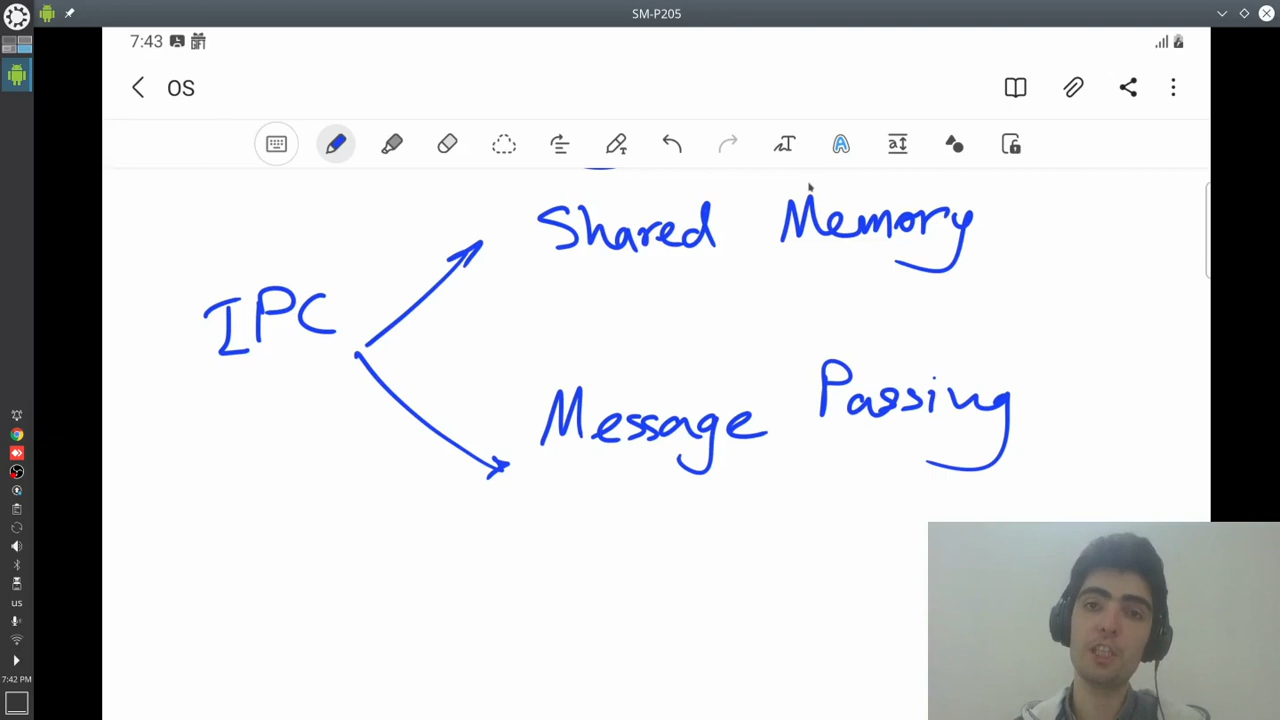 SM-P205
7:43
OS
Shared Memory
IPC
Message Passing
us
7:42 PM